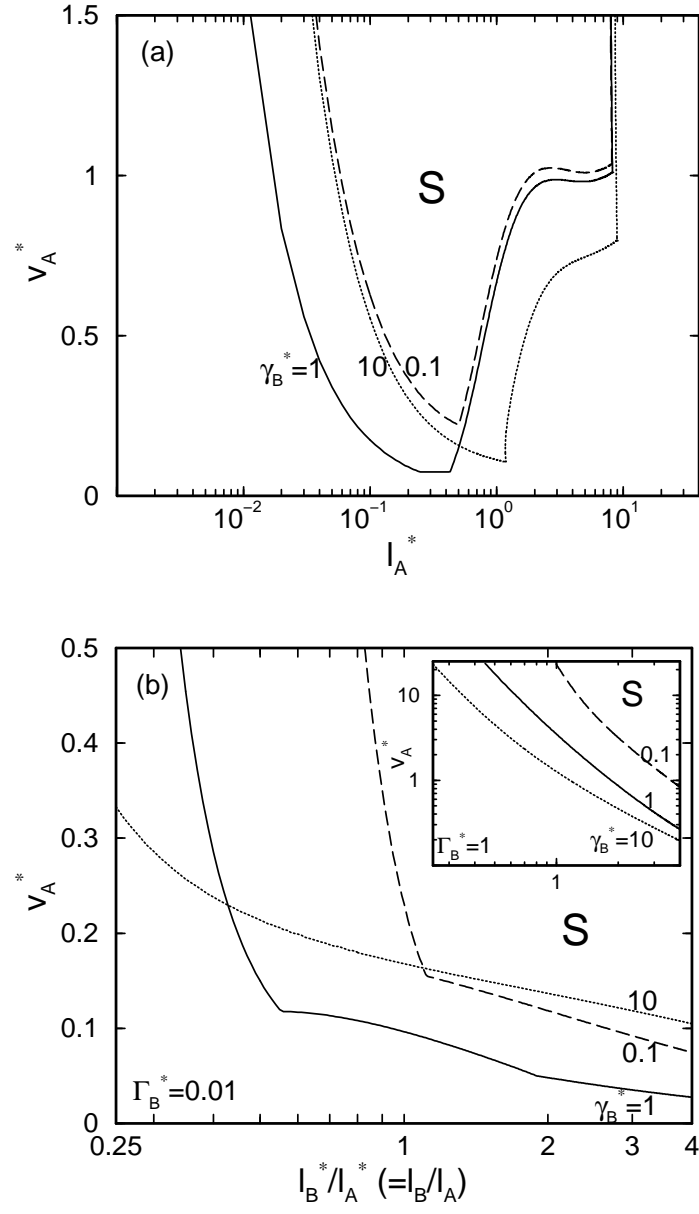 1.5
(a)
S
1
v_A^*
0.5
γ_B^*=1
10
0.1
0
10^-2
10^-1
10^0
10^1
l_A^*
0.5
(b)
10
S
0.4
v_A^*
0.1
1
1
Γ_B^*=1
γ_B^*=10
0.3
1
v_A^*
0.2
S
10
0.1
0.1
Γ_B^*=0.01
γ_B^*=1
0
0.25
1
2
3
4
l_B^*/l_A^* (=l_B/l_A)